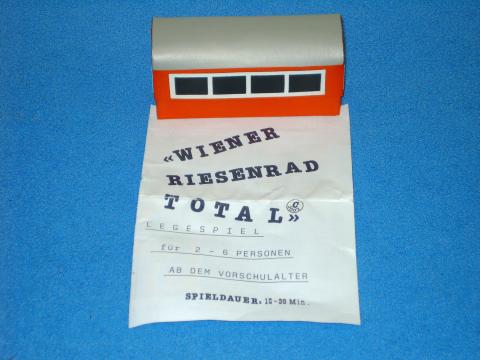 «WIENER
RIESENRAD
TOTAL»
LEGESPIEL
für 2 - 6 PERSONEN
AB DEM VORSCHULALTER
SPIELDAUER: 10-30 Min.